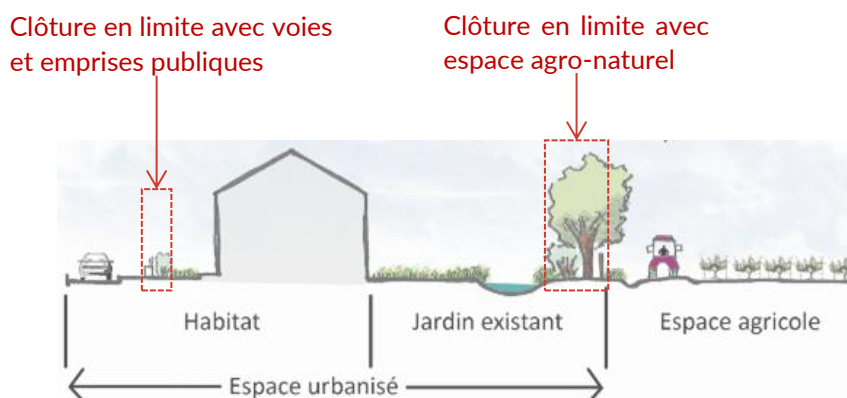 Clôture en limite avec voies
et emprises publiques
Clôture en limite avec
espace agro-naturel
Habitat
Jardin existant
Espace agricole
Espace urbanisé